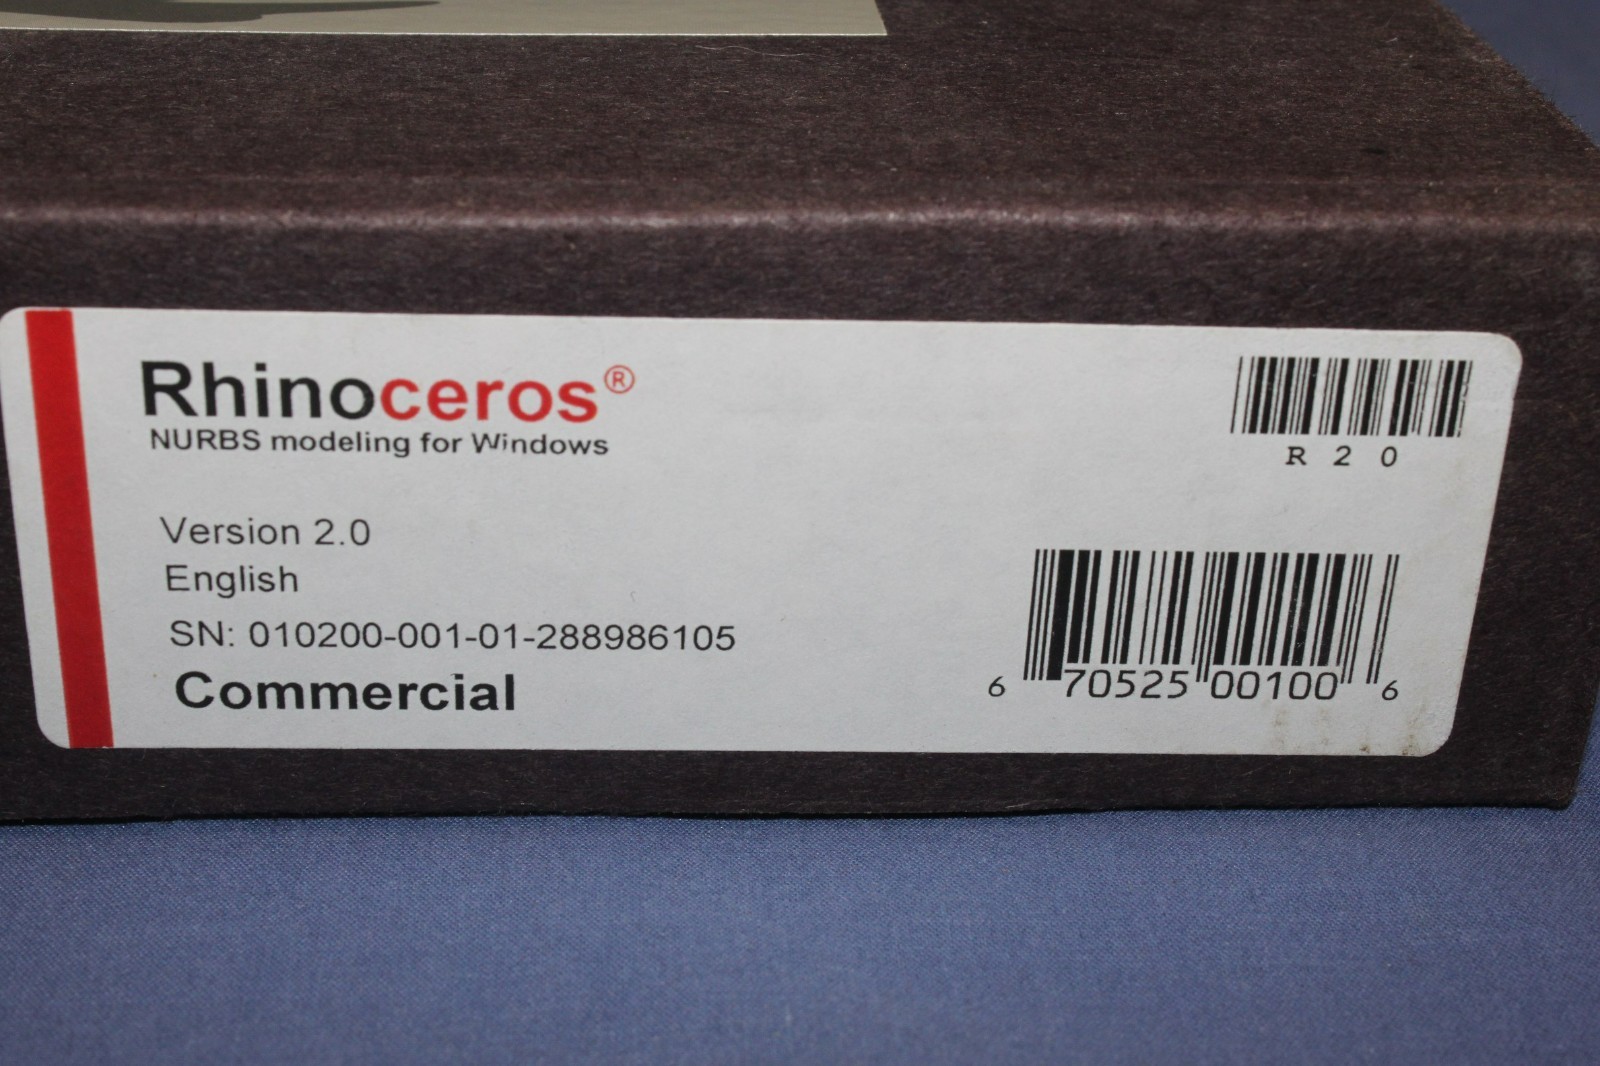 Rhinoceros®
NURBS modeling for Windows
Version 2.0
English
SN: 010200-001-01-288986105
Commercial
R 2 0
6 70525 00100 6